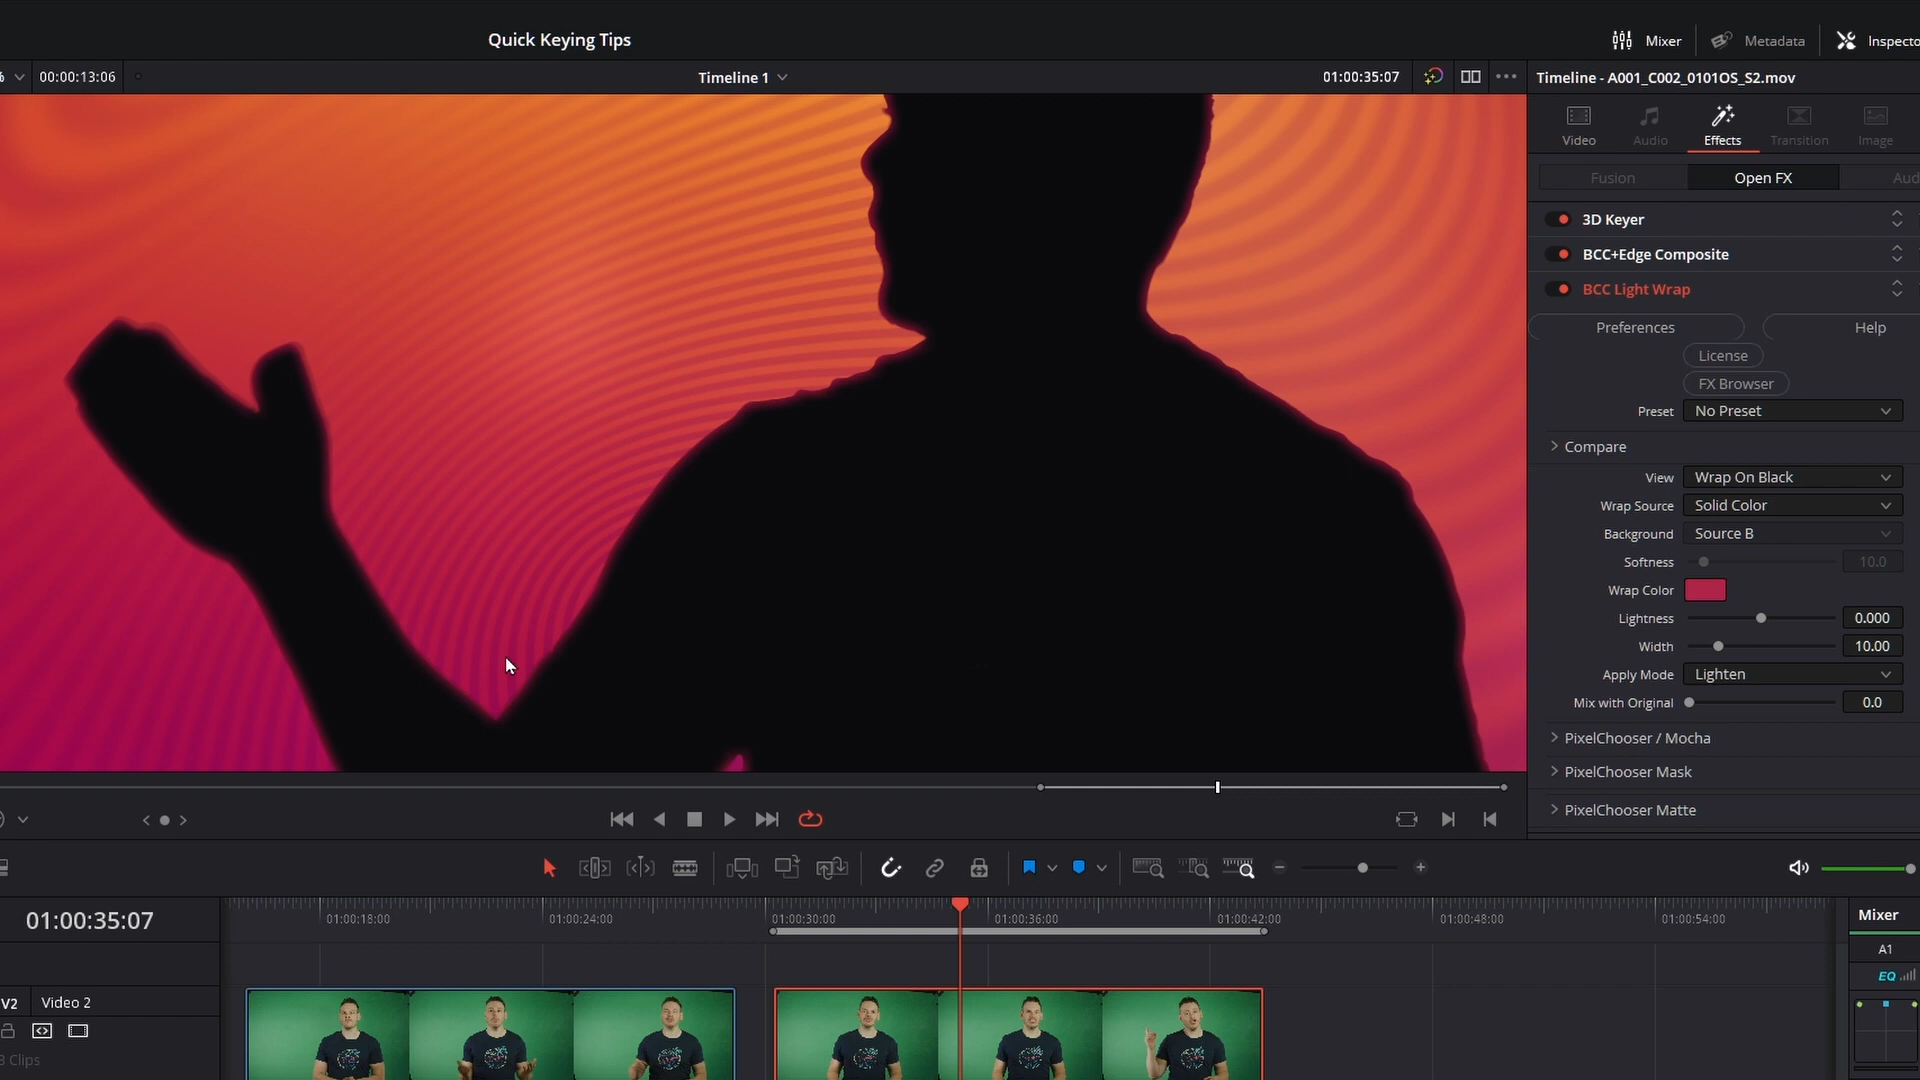 Quick Keying Tips
Mixer
Metadata
00:00:13:06
Timeline 1
01:00:35:07
Timeline - A001_C002_0101OS_S2.mov
Video
Audio
Effects
Transition
Image
Fusion
Open FX
3D Keyer
BCC+Edge Composite
BCC Light Wrap
Preferences
Help
License
FX Browser
Preset
No Preset
Compare
View
Wrap On Black
Wrap Source
Solid Color
Background
Source B
Softness
10.0
Wrap Color
Lightness
0.000
Width
10.00
Apply Mode
Lighten
Mix with Original
0.0
PixelChooser / Mocha
PixelChooser Mask
PixelChooser Matte
01:00:35:07
01:00:18:00
01:00:24:00
01:00:30:00
01:00:36:00
01:00:42:00
01:00:48:00
01:00:54:00
Mixer
A1
EQ
V2
Video 2
Clips